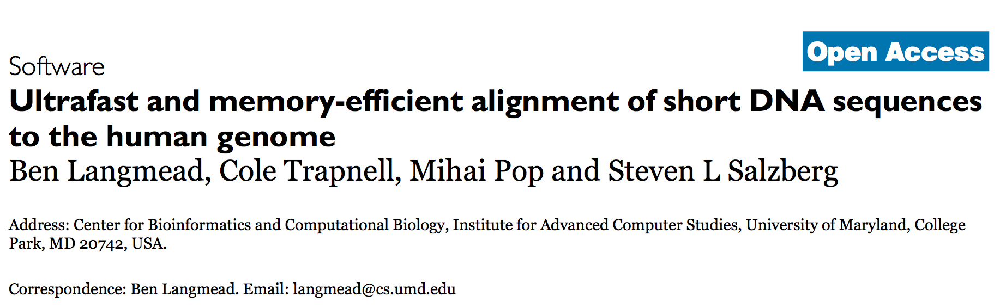 Open Access
Software
Ultrafast and memory-efficient alignment of short DNA sequences
to the human genome
Ben Langmead, Cole Trapnell, Mihai Pop and Steven L Salzberg
Address: Center for Bioinformatics and Computational Biology, Institute for Advanced Computer Studies, University of Maryland, College
Park, MD 20742, USA.
Correspondence: Ben Langmead. Email: langmead@cs.umd.edu